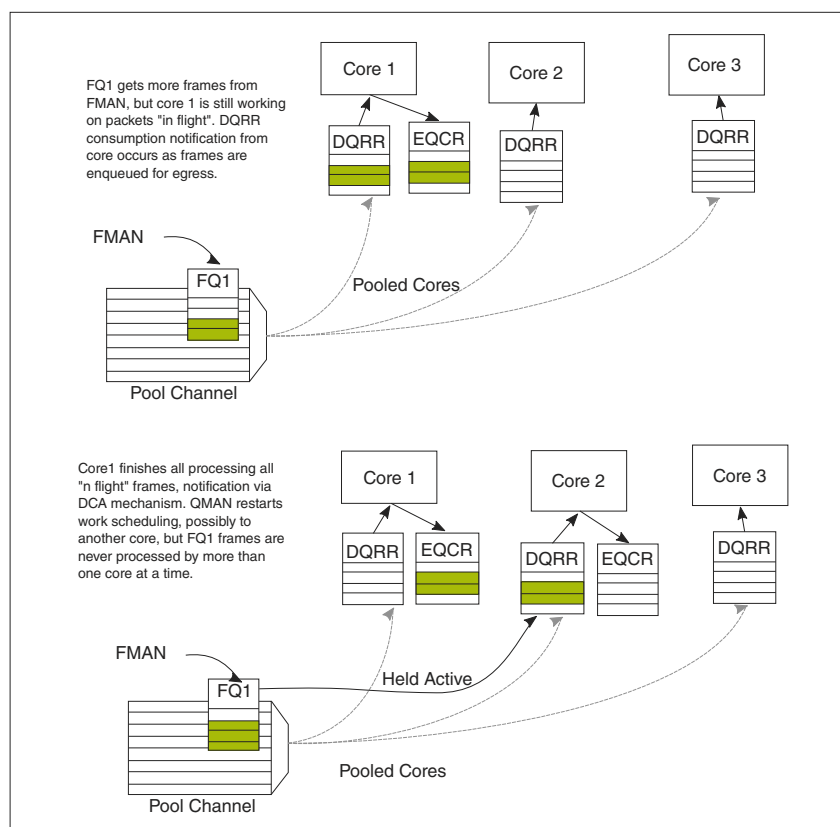 Core 1
Core 2
Core 3
FQ1 gets more frames from
FMAN, but core 1 is still working
on packets "in flight". DQRR
consumption notification from
core occurs as frames are
enqueued for egress.
DQRR
EQCR
DQRR
DQRR
FMAN
FQ1
Pooled Cores
Pool Channel
Core1 finishes all processing all
"n flight" frames, notification via
DCA mechanism. QMAN restarts
work scheduling, possibly to
another core, but FQ1 frames are
never processed by more than
one core at a time.
Core 1
Core 2
Core 3
DQRR
EQCR
DQRR
EQCR
DQRR
FMAN
FQ1
Held Active
Pooled Cores
Pool Channel